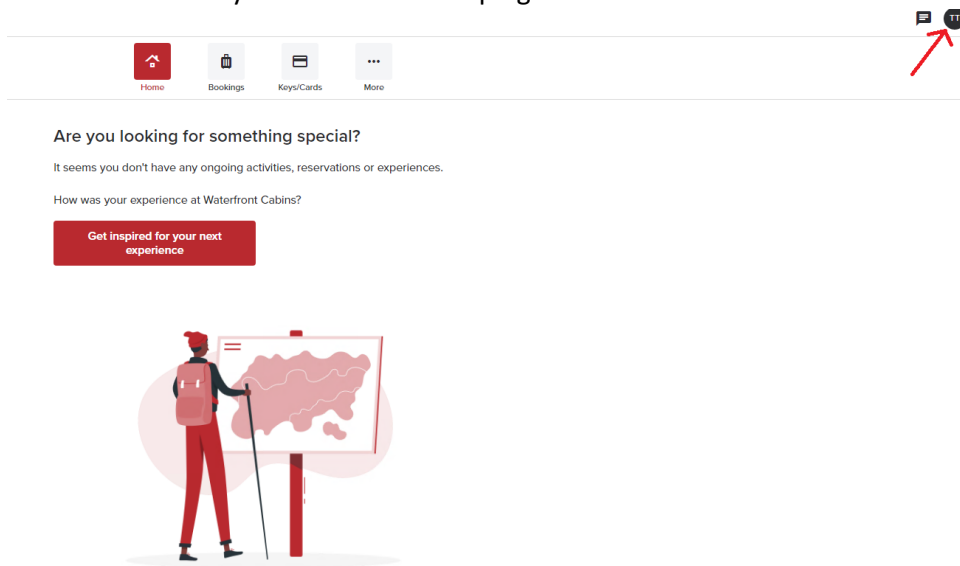 TT
Home
Bookings
Keys/Cards
More
Are you looking for something special?
It seems you don't have any ongoing activities, reservations or experiences.
How was your experience at Waterfront Cabins?
Get inspired for your next
experience